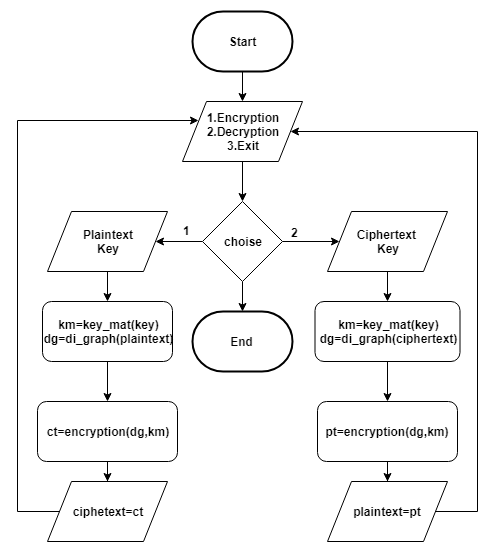 Start
1.Encryption
2.Decryption
3.Exit
choise
1
2
Plaintext
Key
Ciphertext
Key
km=key_mat(key)
dg=di_graph(plaintext)
End
km=key_mat(key)
dg=di_graph(ciphertext)
ct=encryption(dg,km)
pt=encryption(dg,km)
ciphetext=ct
plaintext=pt